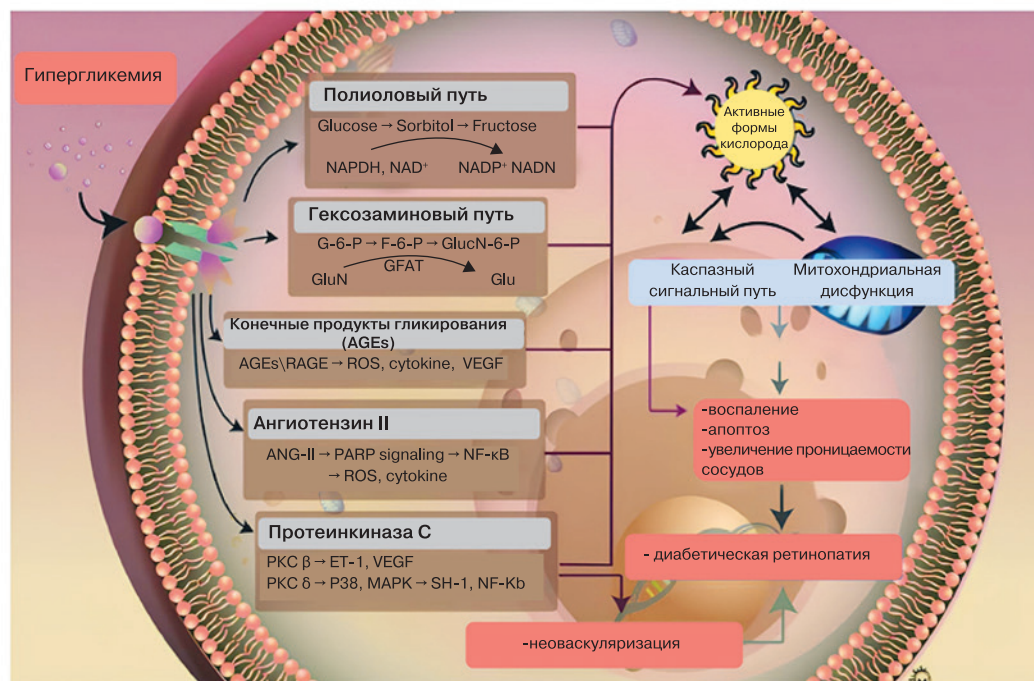 Гипергликемия
Полиоловый путь
Glucose → Sorbitol → Fructose
NAPDH, NAD⁺ NADP⁺ NADN
Гексозаминовый путь
G-6-P → F-6-P → GlucN-6-P
GFAT
GluN Glu
Конечные продукты гликирования
(AGEs)
AGEs\RAGE → ROS, cytokine, VEGF
Ангиотензин II
ANG-II → PARP signaling → NF-κB
→ ROS, cytokine
Протеинкиназа С
PKC β → ET-1, VEGF
PKC δ → P38, MAPK → SH-1, NF-Kb
Активные
формы
кислорода
Каспазный
сигнальный путь
Митохондриальная
дисфункция
-воспаление
-апоптоз
-увеличение проницаемости
сосудов
- диабетическая ретинопатия
-неоваскуляризация